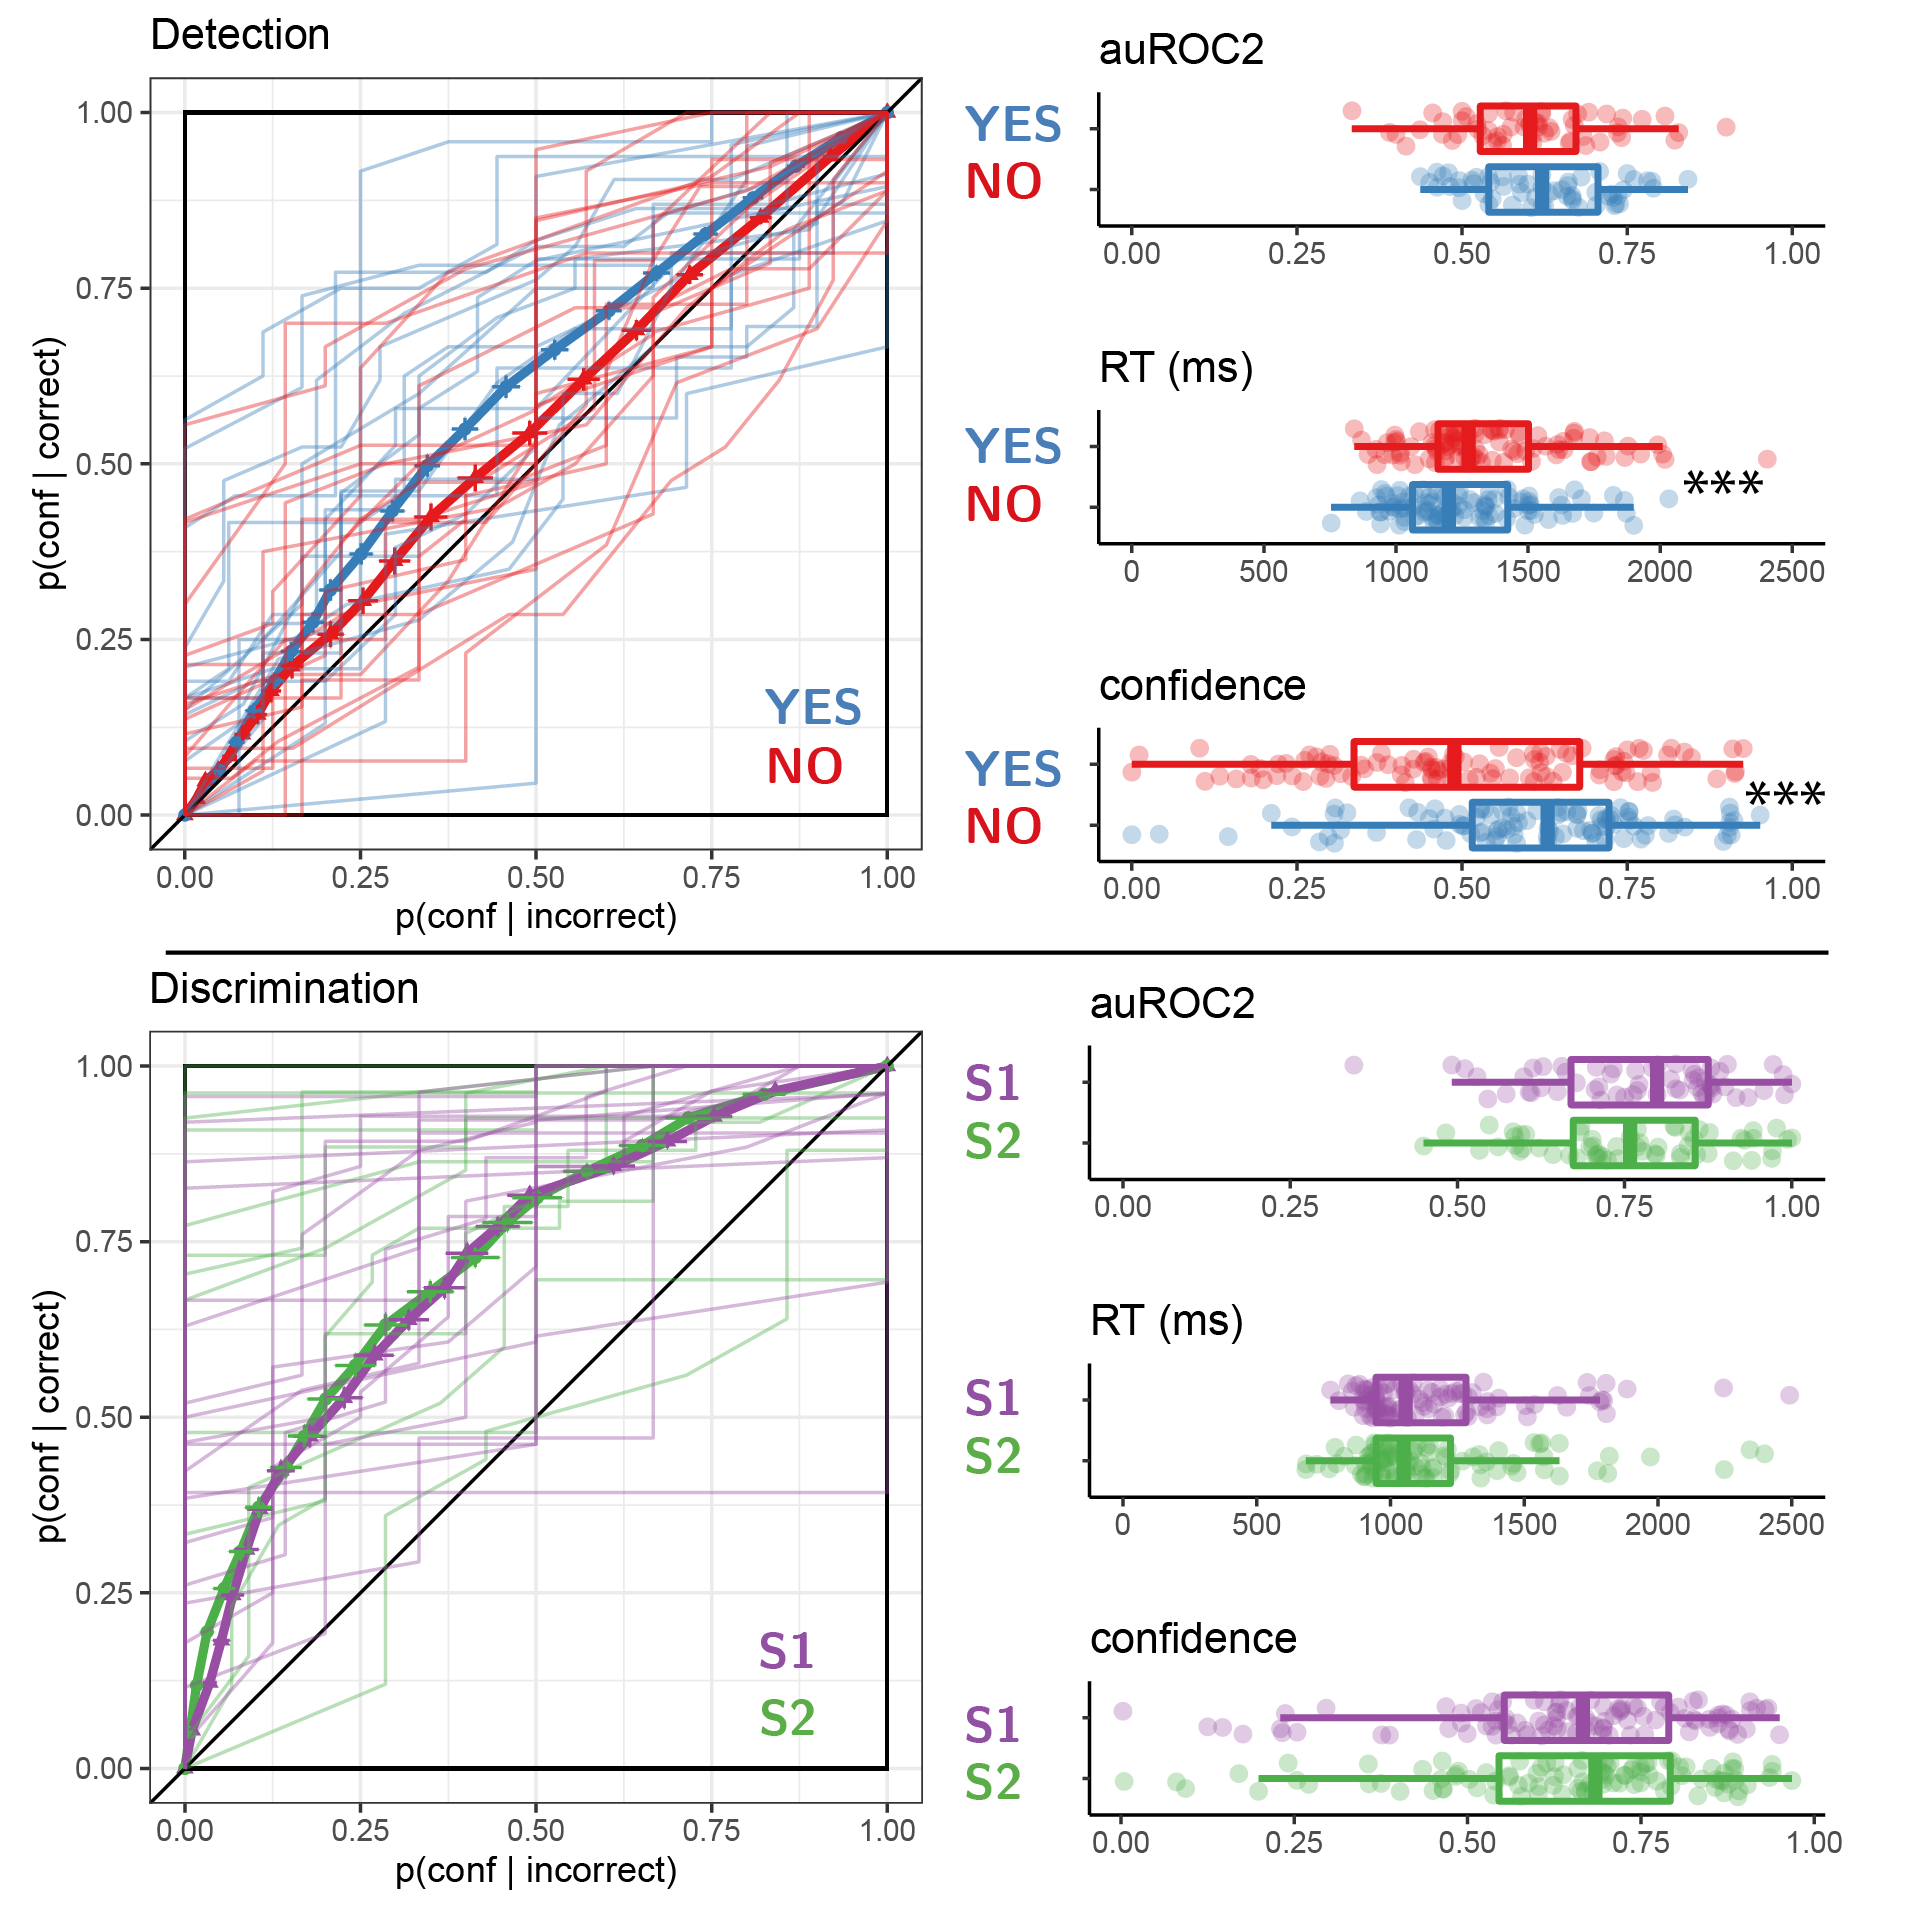 Detection
1.00
0.75
0.50
0.25
0.00
p(conf | correct)
YES
NO
0.00 0.25 0.50 0.75 1.00
p(conf | incorrect)
auROC2
YES
NO
0.00 0.25 0.50 0.75 1.00
RT (ms)
YES
NO
***
0 500 1000 1500 2000 2500
confidence
YES
NO
***
0.00 0.25 0.50 0.75 1.00
Discrimination
1.00
0.75
0.50
0.25
0.00
p(conf | correct)
S1
S2
0.00 0.25 0.50 0.75 1.00
p(conf | incorrect)
auROC2
S1
S2
0.00 0.25 0.50 0.75 1.00
RT (ms)
S1
S2
0 500 1000 1500 2000 2500
confidence
S1
S2
0.00 0.25 0.50 0.75 1.00